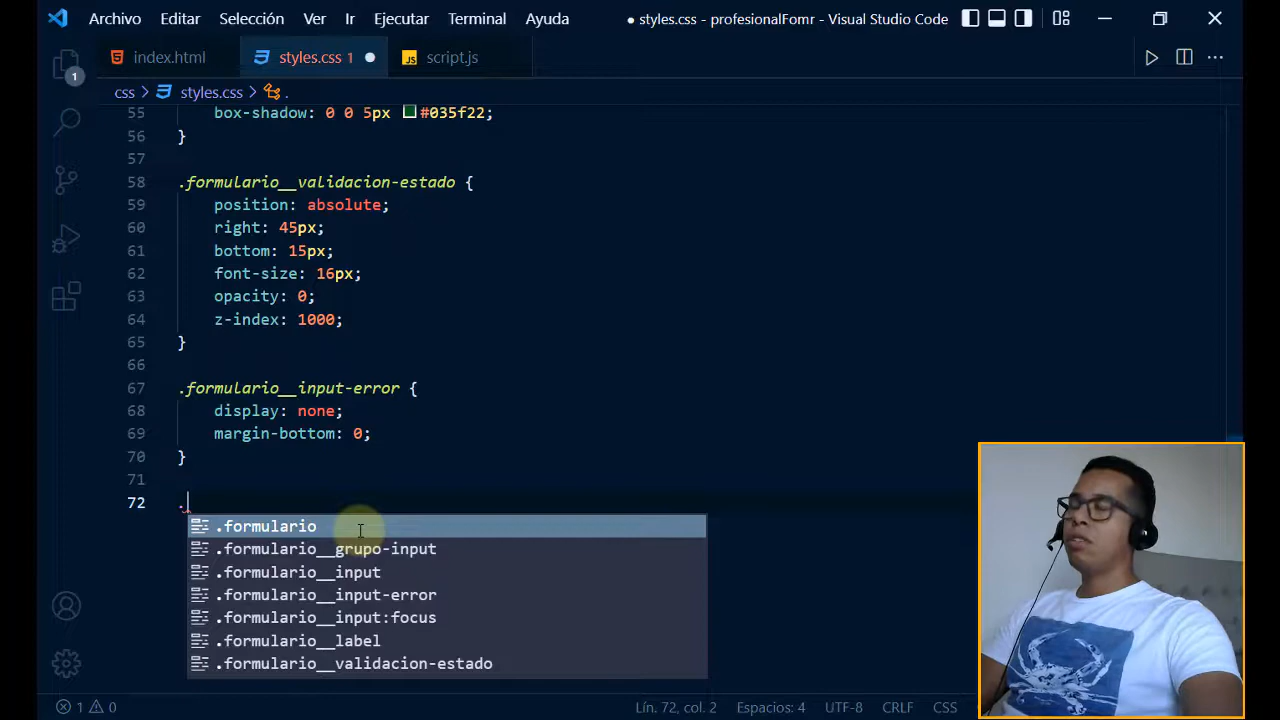 Archivo Editar Selección Ver Ir Ejecutar Terminal Ayuda ● styles.css - profesionalFomr - Visual Studio Code
index.html styles.css 1 ● JS script.js
1
css > styles.css > .
55 box-shadow: 0 0 5px #035f22;
56 }
57
58 .formulario__validacion-estado {
59 position: absolute;
60 right: 45px;
61 bottom: 15px;
62 font-size: 16px;
63 opacity: 0;
64 z-index: 1000;
65 }
66
67 .formulario__input-error {
68 display: none;
69 margin-bottom: 0;
70 }
71
72 .
.formulario
.formulario__grupo-input
.formulario__input
.formulario__input-error
.formulario__input:focus
.formulario__label
.formulario__validacion-estado
1 0 Lín. 72, col. 2 Espacios: 4 UTF-8 CRLF CSS